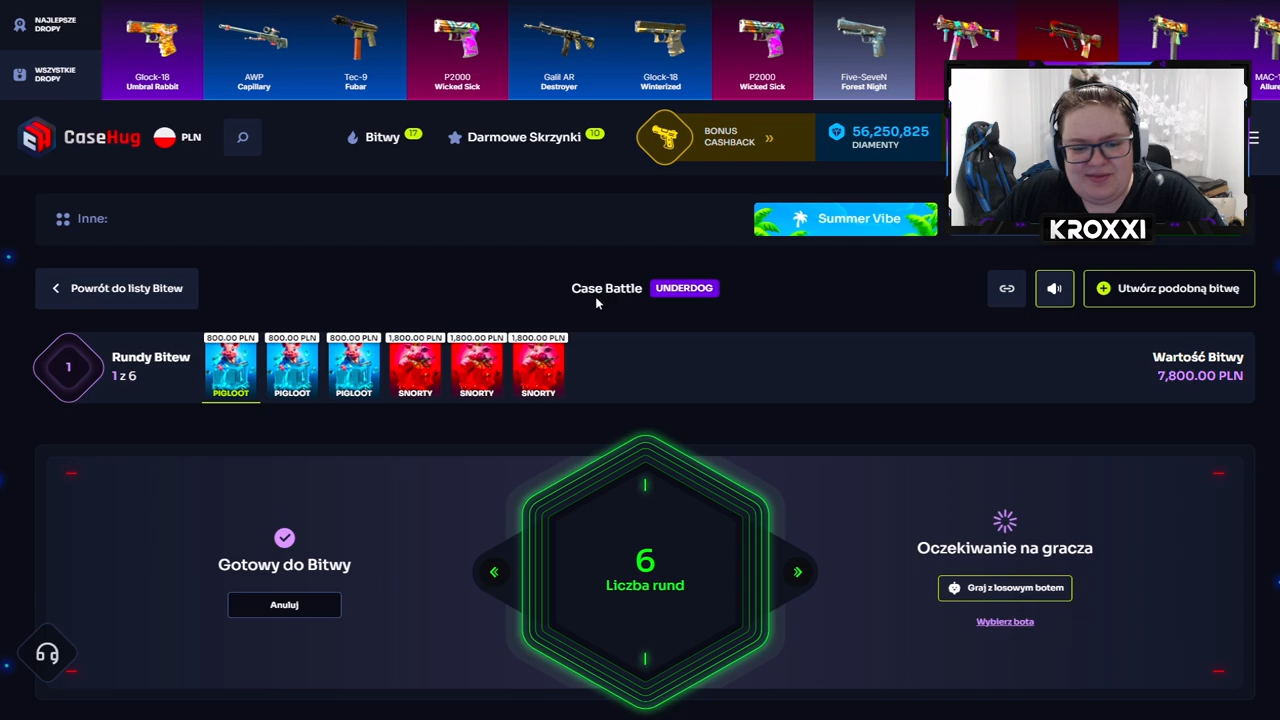 NAJLEPSZE
DROPY
WSZYSTKIE
DROPY
Glock-18
Umbral Rabbit
AWP
Capillary
Tec-9
Fubar
P2000
Wicked Sick
Galil AR
Destroyer
Glock-18
Winterized
P2000
Wicked Sick
Five-SeveN
Forest Night
MAC-1
Allure
CaseHug
PLN
Bitwy 17
Darmowe Skrzynki 10
BONUS
CASHBACK
56,250,825
DIAMENTY
KROXXI
Inne:
Summer Vibe
Powrót do listy Bitew
Case Battle UNDERDOG
Utwórz podobną bitwę
1
Rundy Bitew
1 z 6
800.00 PLN
PIGLOOT
800.00 PLN
PIGLOOT
800.00 PLN
PIGLOOT
1,800.00 PLN
SNORTY
1,800.00 PLN
SNORTY
1,800.00 PLN
SNORTY
Wartość Bitwy
7,800.00 PLN
Gotowy do Bitwy
Anuluj
6
Liczba rund
Oczekiwanie na gracza
Graj z losowym botem
Wybierz bota